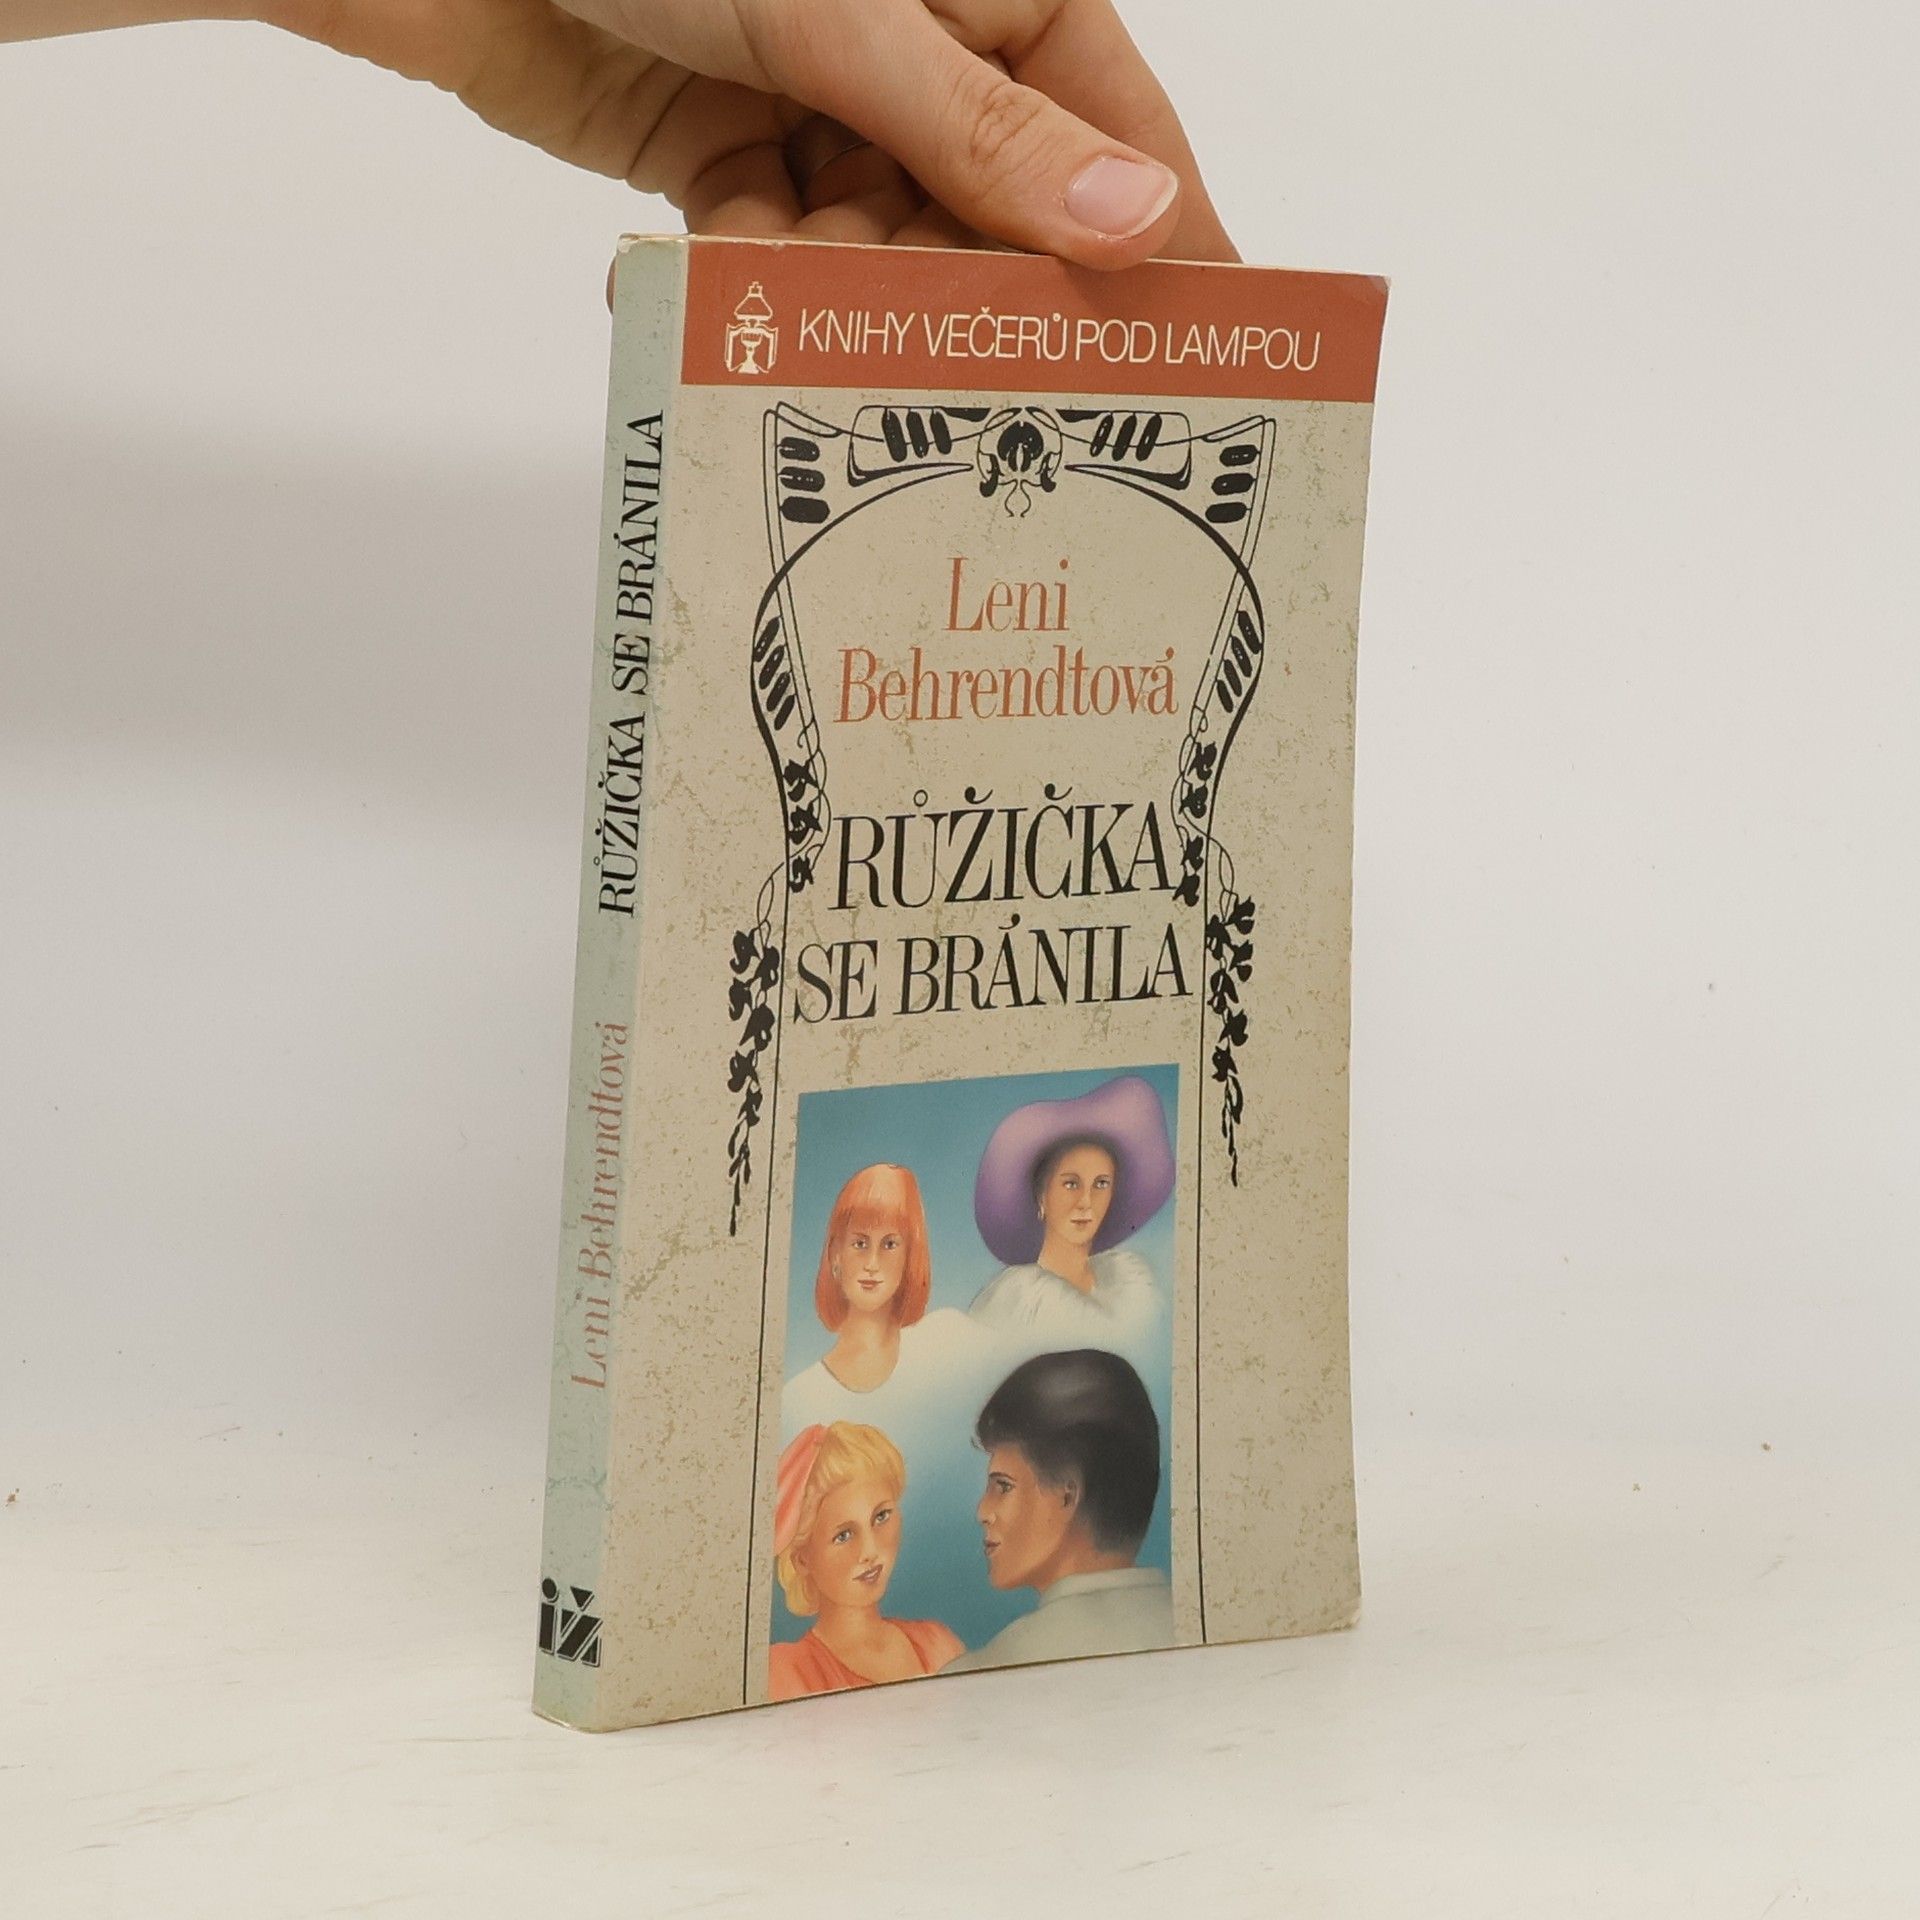 KNIHY VEČERŮ POD LAMPOU
Leni
Behrendtová
RŮŽIČKA
SE BRÁNILA
Leni Behrendtová RŮŽIČKA SE BRÁNILA
iž